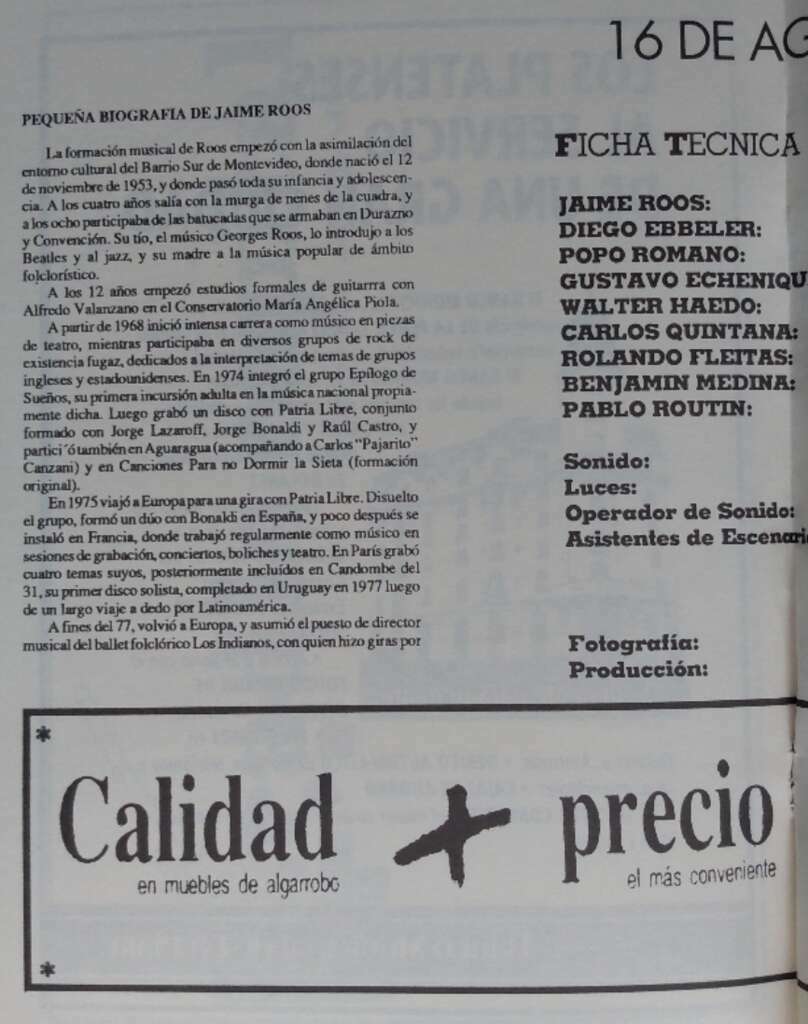 16 DE AG
PEQUEÑA BIOGRAFIA DE JAIME ROOS
La formación musical de Roos empezó con la asimilación del
entorno cultural del Barrio Sur de Montevideo, donde nació el 12
de noviembre de 1953, y donde pasó toda su infancia y adolescen-
cia. A los cuatro años salía con la murga de nenes de la cuadra, y
a los ocho participaba de las batucadas que se armaban en Durazno
y Convención. Su tío, el músico Georges Roos, lo introdujo a los
Beatles y al jazz, y su madre a la música popular de ámbito
folclorístico.
A los 12 años empezó estudios formales de guitarrra con
Alfredo Valanzano en el Conservatorio María Angélica Piola.
A partir de 1968 inició intensa carrera como músico en piezas
de teatro, mientras participaba en diversos grupos de rock de
existencia fugaz, dedicados a la interpretación de temas de grupos
ingleses y estadounidenses. En 1974 integró el grupo Epílogo de
Sueños, su primera incursión adulta en la música nacional propia-
mente dicha. Luego grabó un disco con Patria Libre, conjunto
formado con Jorge Lazaroff, Jorge Bonaldi y Raúl Castro, y
partici´ó también en Aguaragua (acompañando a Carlos "Pajarito"
Canzani) y en Canciones Para no Dormir la Sieta (formación
original).
En 1975 viajó a Europa para una gira con Patria Libre. Disuelto
el grupo, formó un dúo con Bonaldi en España, y poco después se
instaló en Francia, donde trabajó regularmente como músico en
sesiones de grabación, conciertos, boliches y teatro. En París grabó
cuatro temas suyos, posteriormente incluídos en Candombe del
31, su primer disco solista, completado en Uruguay en 1977 luego
de un largo viaje a dedo por Latinoamérica.
A fines del 77, volvió a Europa, y asumió el puesto de director
musical del ballet folclórico Los Indianos, con quien hizo giras por
FICHA TECNICA
JAIME ROOS:
DIEGO EBBELER:
POPO ROMANO:
GUSTAVO ECHENIQU
WALTER HAEDO:
CARLOS QUINTANA:
ROLANDO FLEITAS:
BENJAMIN MEDINA:
PABLO ROUTIN:
Sonido:
Luces:
Operador de Sonido:
Asistentes de Escenari
Fotografía:
Producción:
*
Calidad + precio
en muebles de algarrobo
el más conveniente
*